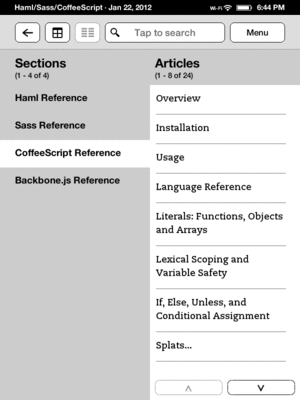 Haml/Sass/CoffeeScript · Jan 22, 2012 Wi-Fi 6:44 PM
Tap to search Menu
Sections
(1 - 4 of 4)
Haml Reference
Sass Reference
CoffeeScript Reference
Backbone.js Reference
Articles
(1 - 8 of 24)
Overview
Installation
Usage
Language Reference
Literals: Functions, Objects
and Arrays
Lexical Scoping and
Variable Safety
If, Else, Unless, and
Conditional Assignment
Splats...